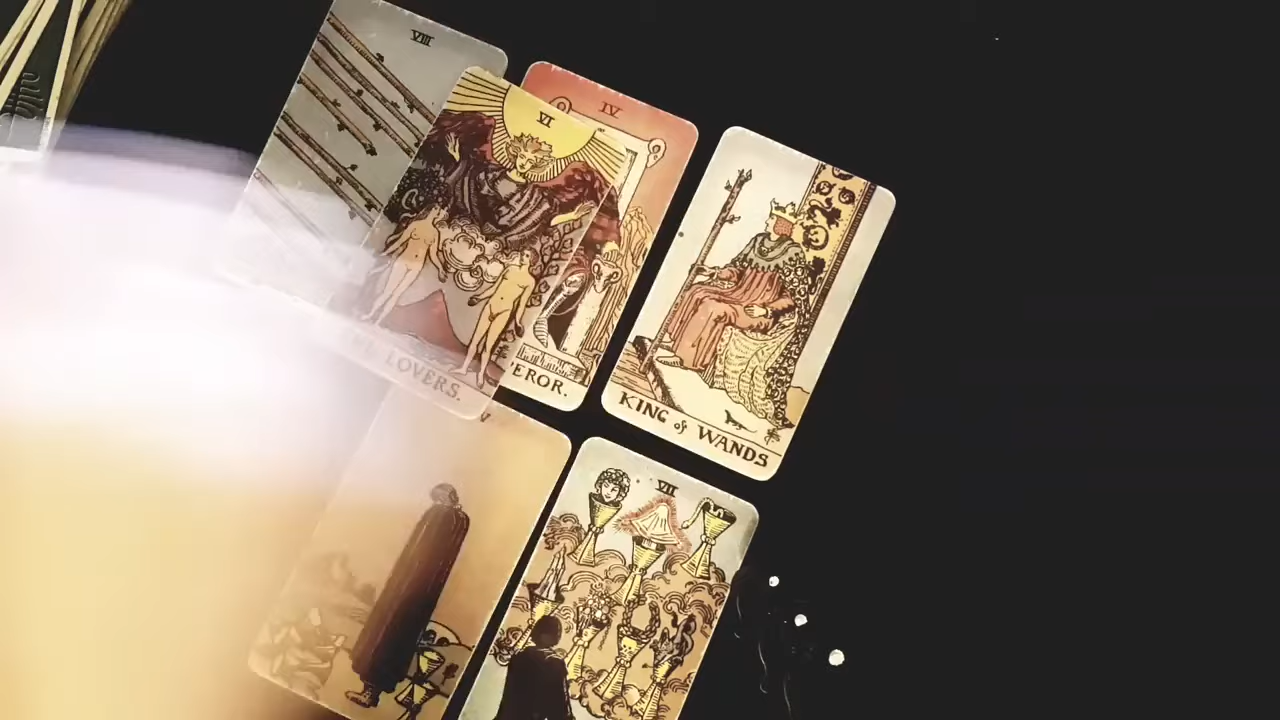 VIII
VI
IV
LOVERS.
EROR.
KING of WANDS
V
VII